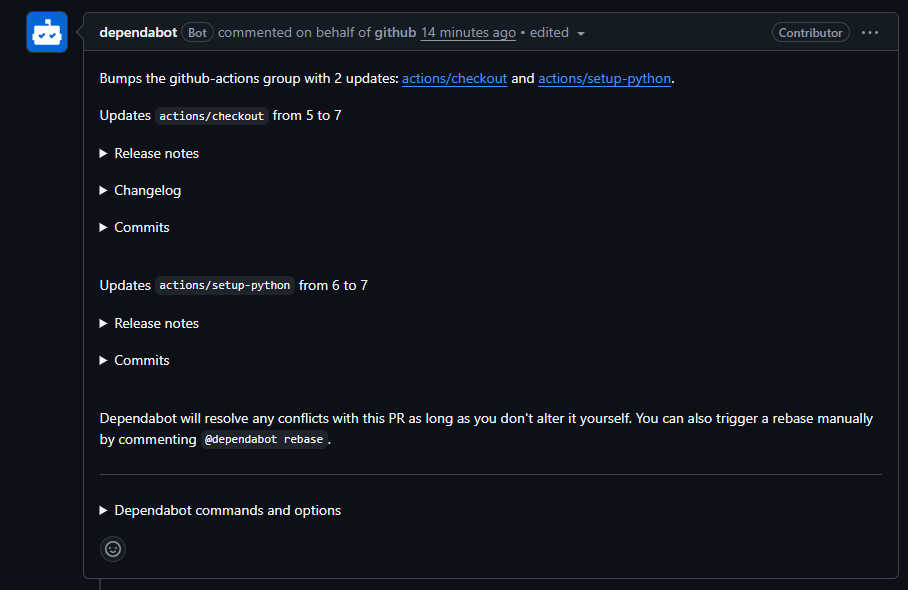 dependabot Bot commented on behalf of github 14 minutes ago • edited Contributor
Bumps the github-actions group with 2 updates: actions/checkout and actions/setup-python.
Updates actions/checkout from 5 to 7
Release notes
Changelog
Commits
Updates actions/setup-python from 6 to 7
Release notes
Commits
Dependabot will resolve any conflicts with this PR as long as you don't alter it yourself. You can also trigger a rebase manually
by commenting @dependabot rebase.
Dependabot commands and options